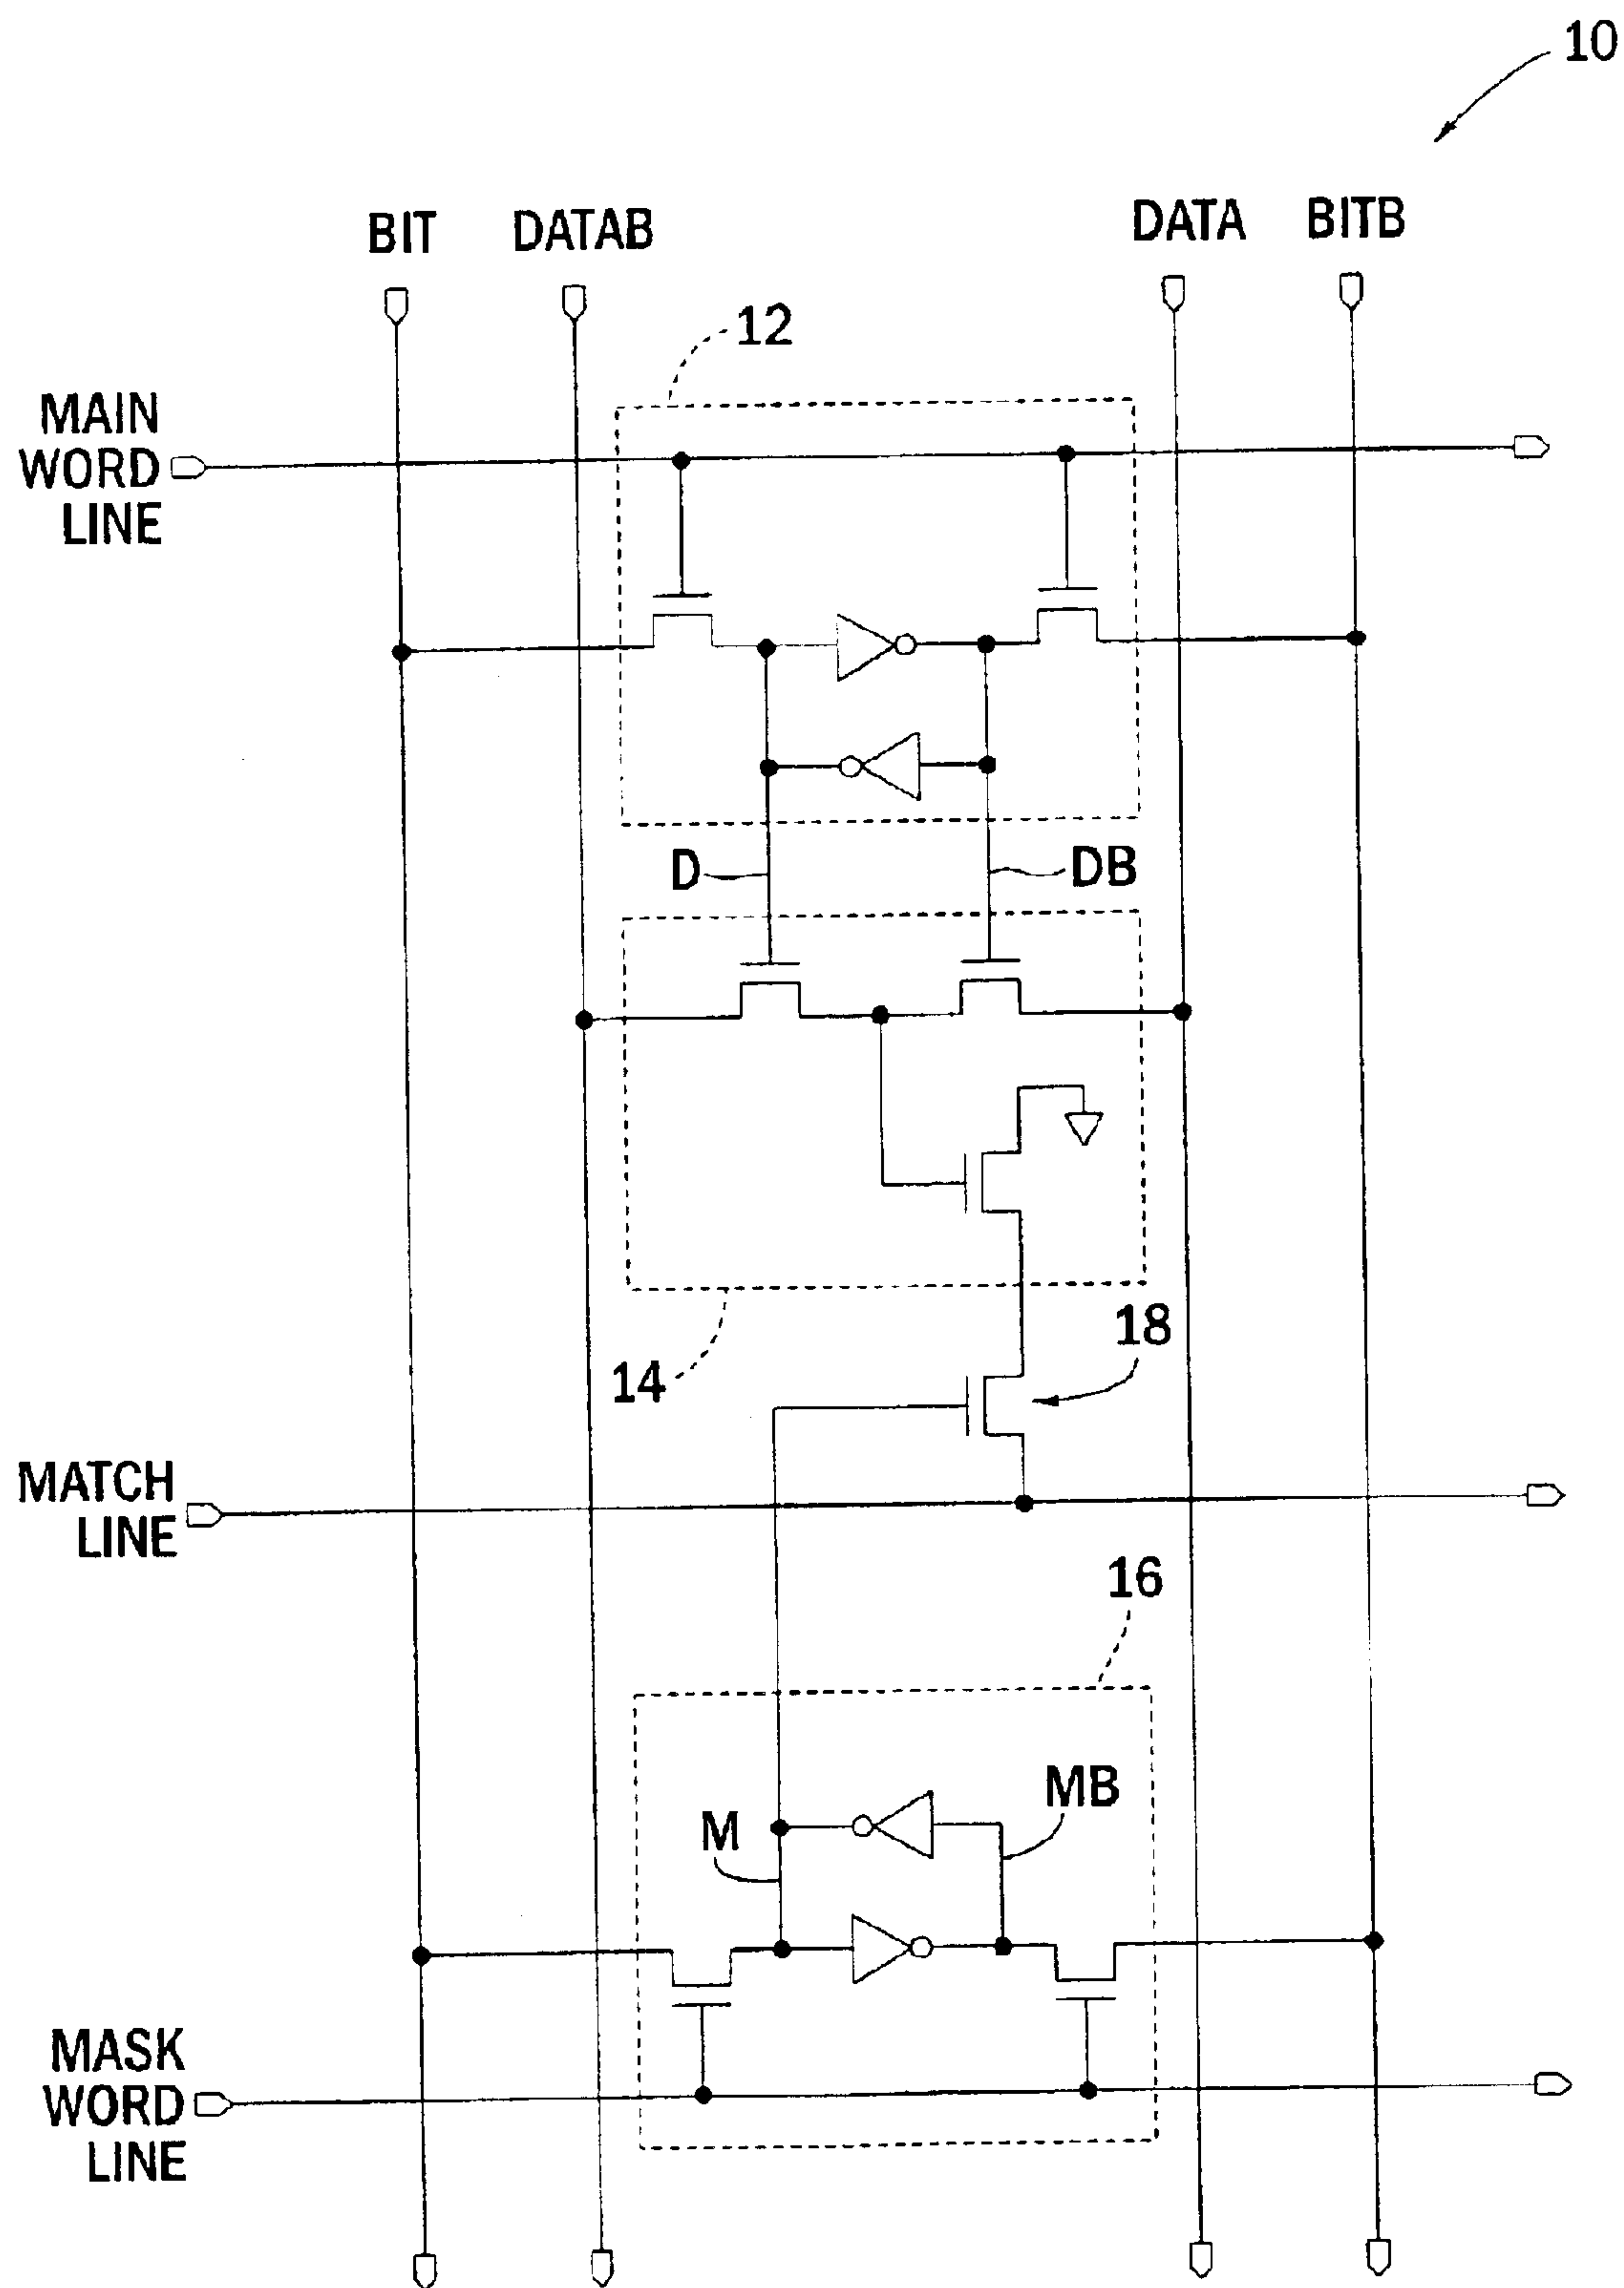 10
BIT
DATAB
DATA
BITB
12
MAIN
WORD
LINE
D
DB
18
14
MATCH
LINE
16
MB
M
MASK
WORD
LINE